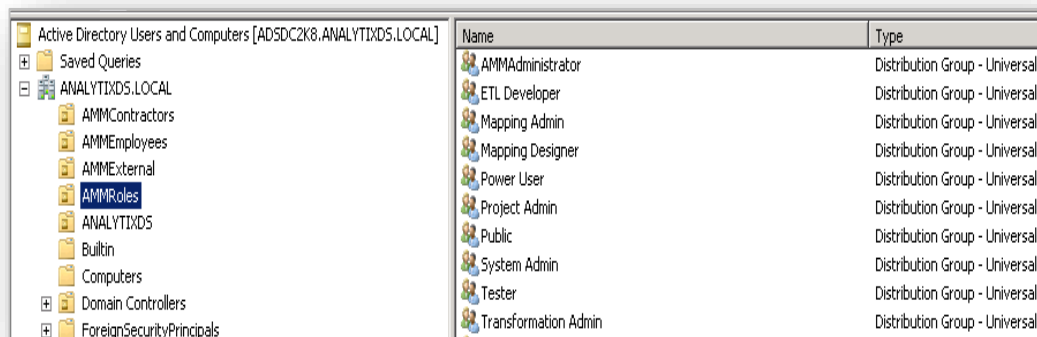 Active Directory Users and Computers [ADSDC2K8.ANALYTIXDS.LOCAL]
Saved Queries
ANALYTIXDS.LOCAL
AMMContractors
AMMEmployees
AMMExternal
AMMRoles
ANALYTIXDS
Builtin
Computers
Domain Controllers
ForeignSecurityPrincipals
Name Type
AMMAdministrator Distribution Group - Universal
ETL Developer Distribution Group - Universal
Mapping Admin Distribution Group - Universal
Mapping Designer Distribution Group - Universal
Power User Distribution Group - Universal
Project Admin Distribution Group - Universal
Public Distribution Group - Universal
System Admin Distribution Group - Universal
Tester Distribution Group - Universal
Transformation Admin Distribution Group - Universal